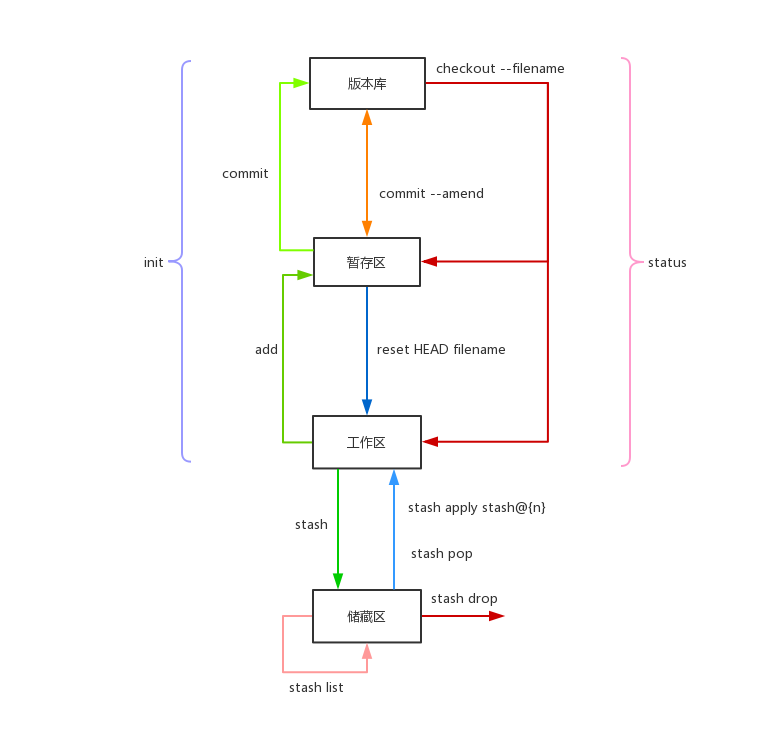 checkout --filename
版本库
commit
commit --amend
init
暂存区
status
add
reset HEAD filename
工作区
stash apply stash@{n}
stash
stash pop
stash drop
储藏区
stash list